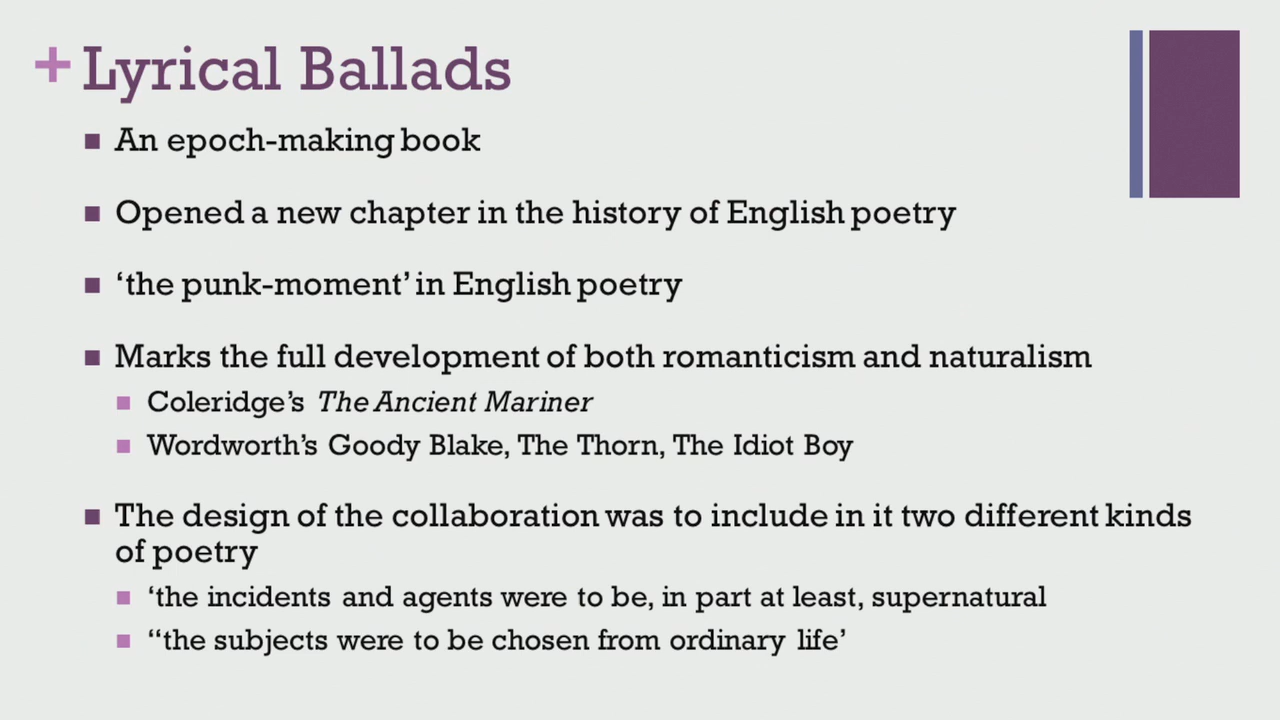 + Lyrical Ballads
■ An epoch-making book
■ Opened a new chapter in the history of English poetry
■ ‘the punk-moment’ in English poetry
■ Marks the full development of both romanticism and naturalism
■ Coleridge’s The Ancient Mariner
■ Wordworth’s Goody Blake, The Thorn, The Idiot Boy
■ The design of the collaboration was to include in it two different kinds
of poetry
■ ‘the incidents and agents were to be, in part at least, supernatural
■ “the subjects were to be chosen from ordinary life’